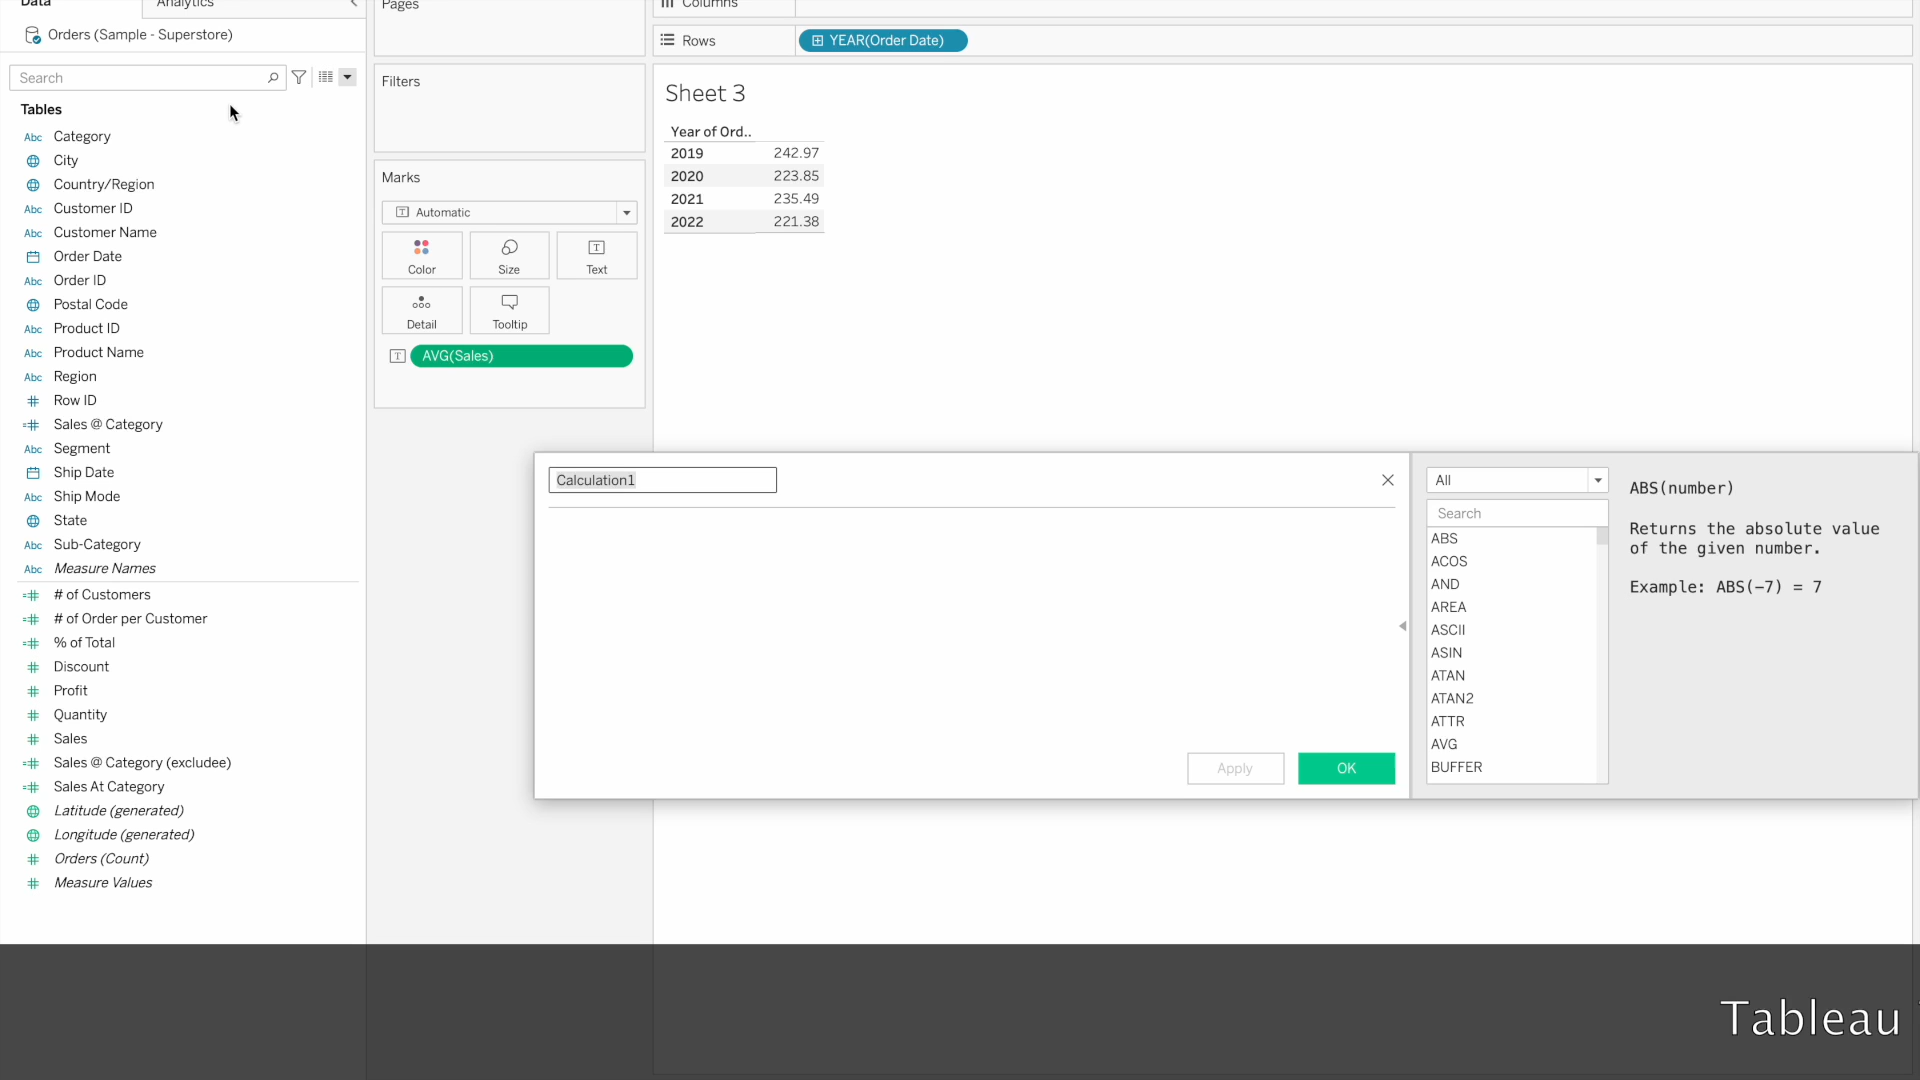 Data
Analytics
Pages
Columns
Orders (Sample - Superstore)
Rows
YEAR(Order Date)
Search
Tables
Abc Category
City
Country/Region
Abc Customer ID
Abc Customer Name
Order Date
Abc Order ID
Postal Code
Abc Product ID
Abc Product Name
Abc Region
# Row ID
=# Sales @ Category
Abc Segment
Ship Date
Abc Ship Mode
State
Abc Sub-Category
Abc Measure Names
=# # of Customers
=# # of Order per Customer
=# % of Total
# Discount
# Profit
# Quantity
# Sales
=# Sales @ Category (excludee)
=# Sales At Category
Latitude (generated)
Longitude (generated)
# Orders (Count)
# Measure Values
Filters
Marks
T Automatic
Color
Size
T
Text
Detail
Tooltip
T AVG(Sales)
Sheet 3
Year of Ord..
2019 242.97
2020 223.85
2021 235.49
2022 221.38
Calculation1
Apply
OK
All
Search
ABS
ACOS
AND
AREA
ASCII
ASIN
ATAN
ATAN2
ATTR
AVG
BUFFER
ABS(number)
Returns the absolute value
of the given number.
Example: ABS(-7) = 7
Tableau